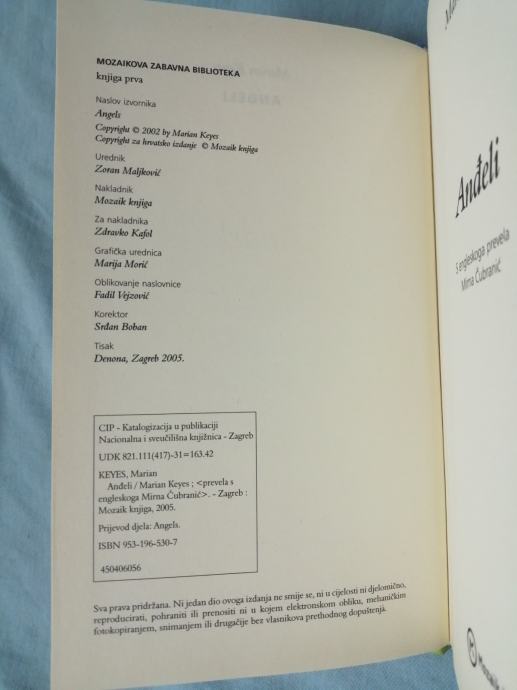 MOZAIKOVA ZABAVNA BIBLIOTEKA
knjiga prva
Naslov izvornika
Angels
Copyright © 2002 by Marian Keyes
Copyright za hrvatsko izdanje © Mozaik knjiga
Urednik
Zoran Maljković
Nakladnik
Mozaik knjiga
Za nakladnika
Zdravko Kafol
Grafička urednica
Marija Morić
Oblikovanje naslovnice
Fadil Vejzović
Korektor
Srđan Boban
Tisak
Denona, Zagreb 2005.
CIP - Katalogizacija u publikaciji
Nacionalna i sveučilišna knjižnica - Zagreb
UDK 821.111(417)-31=163.42
KEYES, Marian
Anđeli / Marian Keyes ; <prevela s
engleskoga Mirna Čubranić>. - Zagreb :
Mozaik knjiga, 2005.
Prijevod djela: Angels.
ISBN 953-196-530-7
450406056
Sva prava pridržana. Ni jedan dio ovoga izdanja ne smije se, ni u cijelosti ni djelomično,
reproducirati, pohraniti ili prenositi ni u kojem elektronskom obliku, mehaničkim
fotokopiranjem, snimanjem ili drugačije bez vlasnikova prethodnog dopuštenja.
Anđeli
s engleskoga prevela
Mirna Čubranić